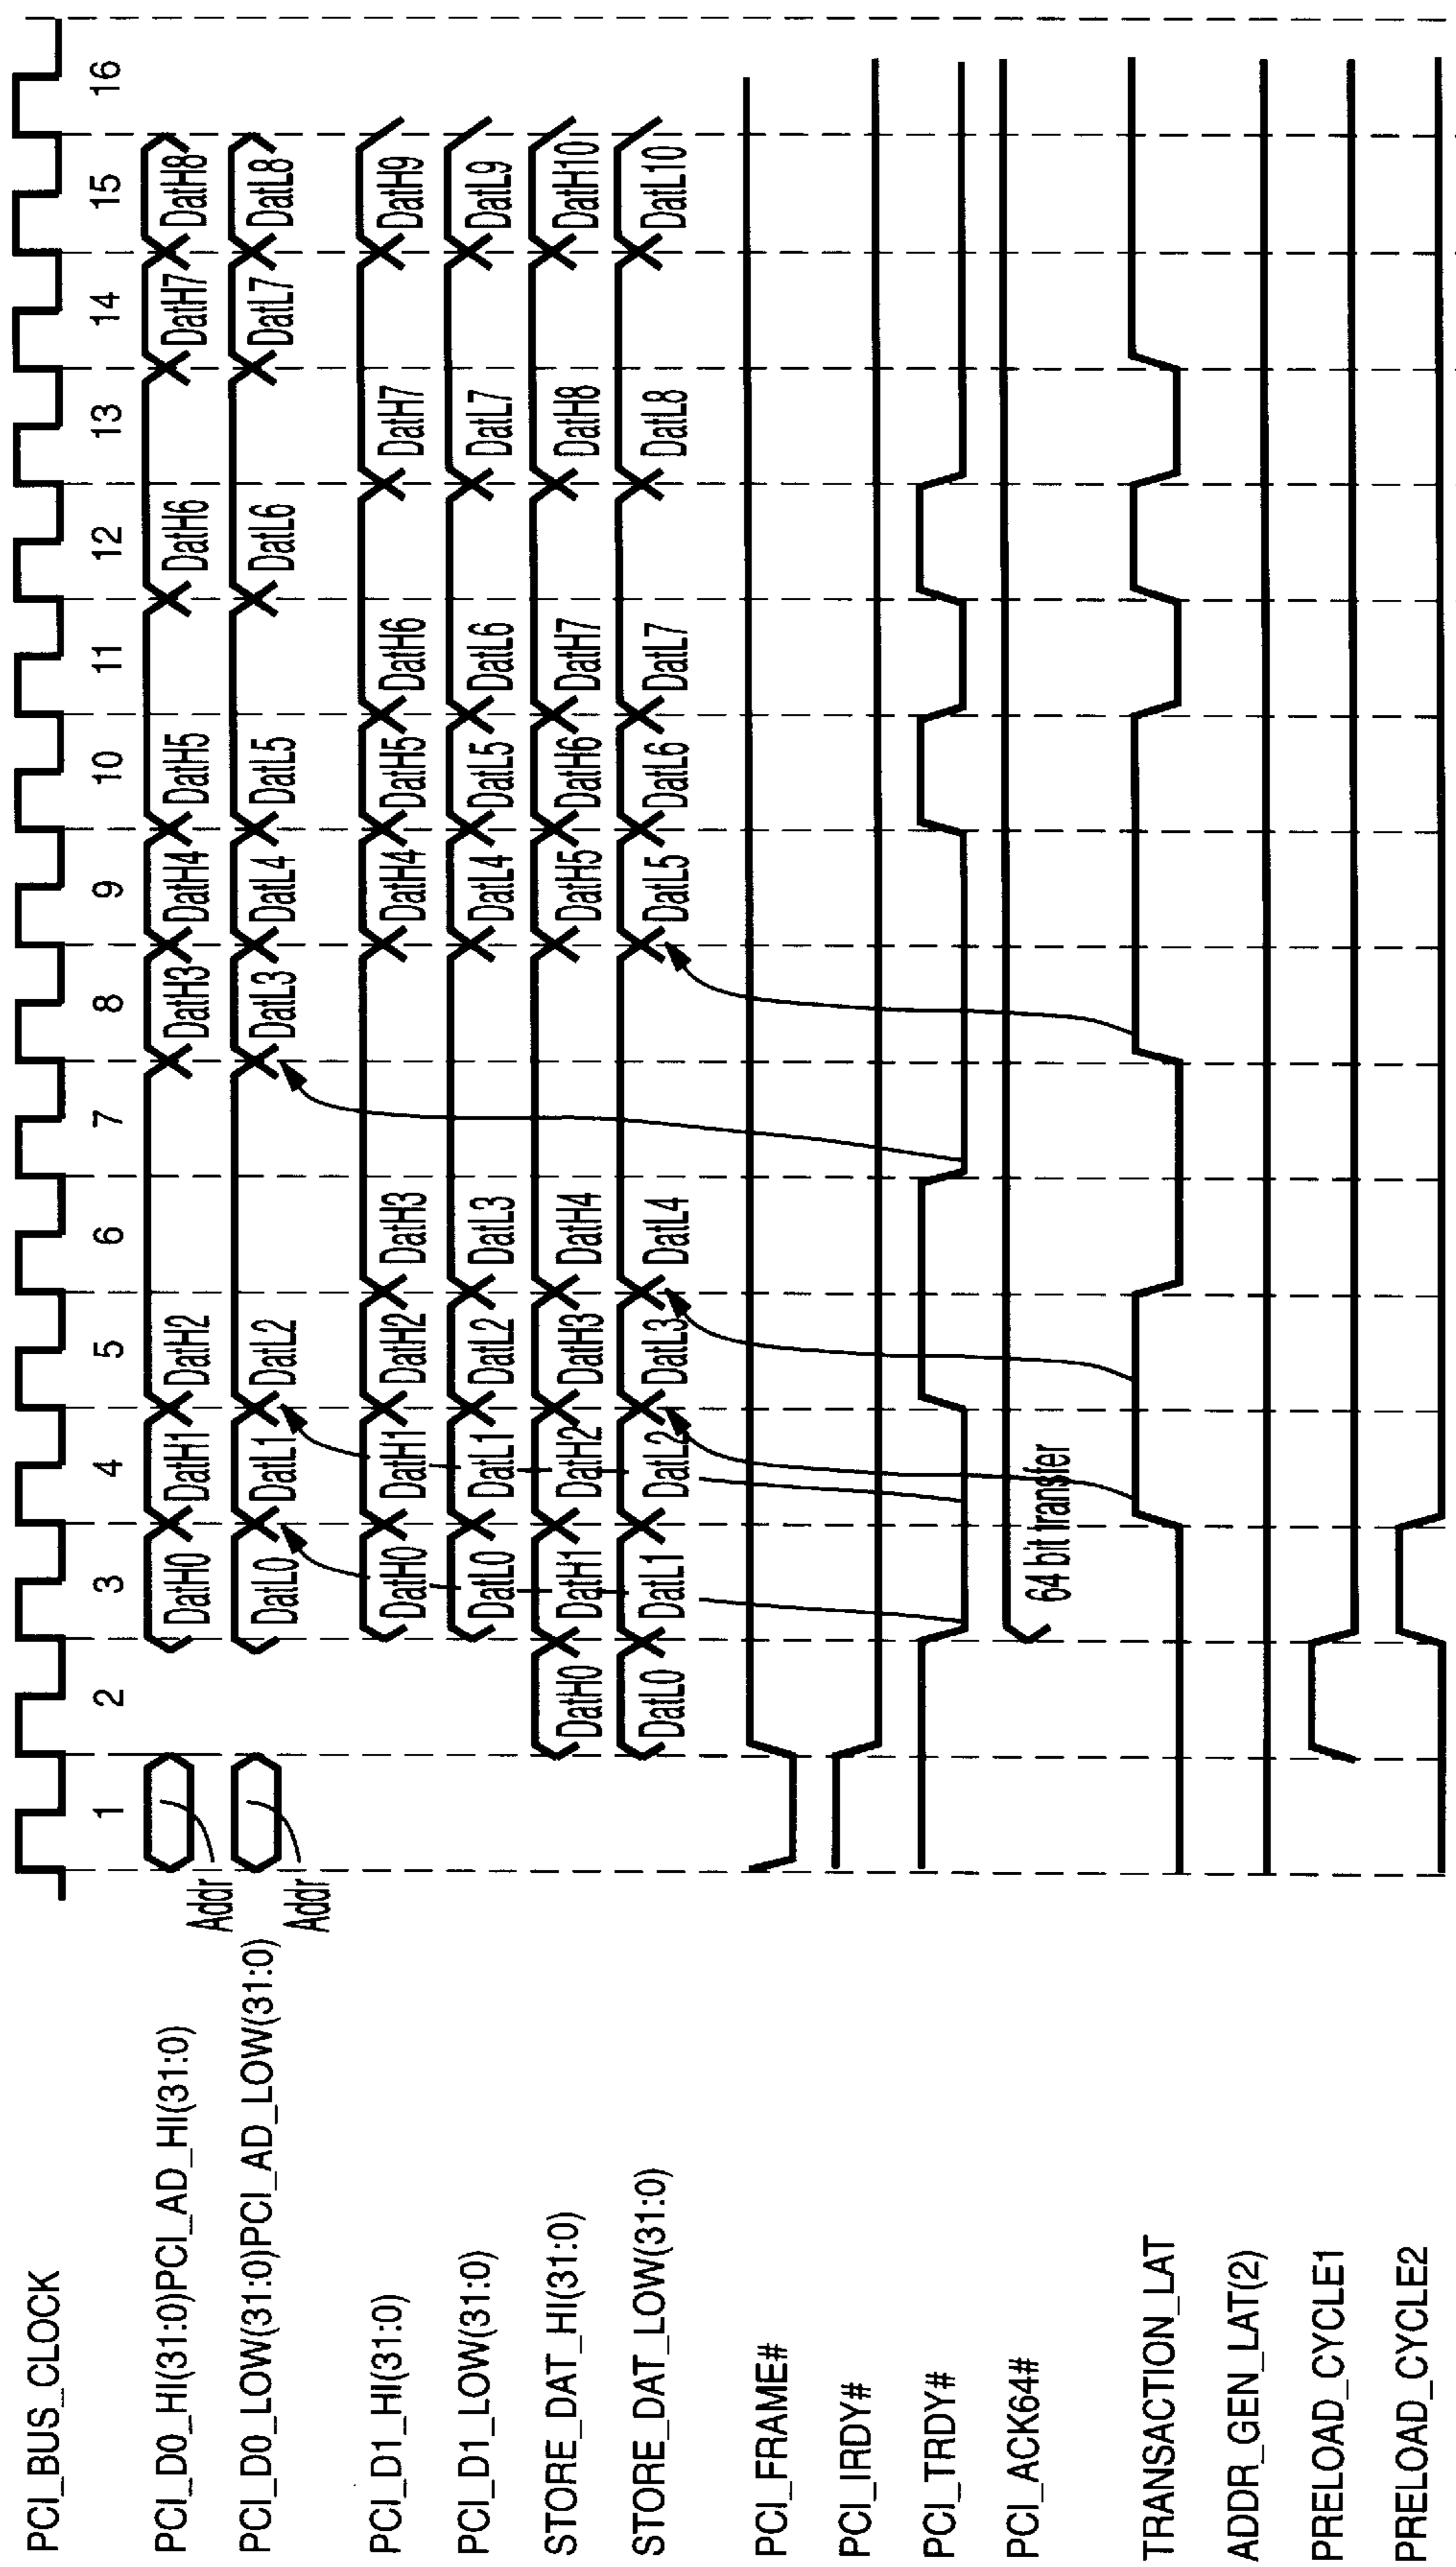 PCI_BUS_CLOCK 1 2 3 4 5 6 7 8 9 10 11 12 13 14 15 16
PCI_D0_HI(31:0)PCI_AD_HI(31:0) Addr DatH0 DatH1 DatH2 DatH3 DatH4 DatH5 DatH6 DatH7 DatH8
PCI_D0_LOW(31:0)PCI_AD_LOW(31:0) Addr DatL0 DatL1 DatL2 DatL3 DatL4 DatL5 DatL6 DatL7 DatL8
PCI_D1_HI(31:0) DatH0 DatH1 DatH2 DatH3 DatH4 DatH5 DatH6 DatH7 DatH9
PCI_D1_LOW(31:0) DatL0 DatL1 DatL2 DatL3 DatL4 DatL5 DatL6 DatL7 DatL9
STORE_DAT_HI(31:0) DatH0 DatH1 DatH2 DatH3 DatH4 DatH5 DatH6 DatH7 DatH8 DatH10
STORE_DAT_LOW(31:0) DatL0 DatL1 DatL2 DatL3 DatL4 DatL5 DatL6 DatL7 DatL8 DatL10
PCI_FRAME#
PCI_IRDY#
PCI_TRDY#
PCI_ACK64# 64 bit transfer
TRANSACTION_LAT
ADDR_GEN_LAT(2)
PRELOAD_CYCLE1
PRELOAD_CYCLE2